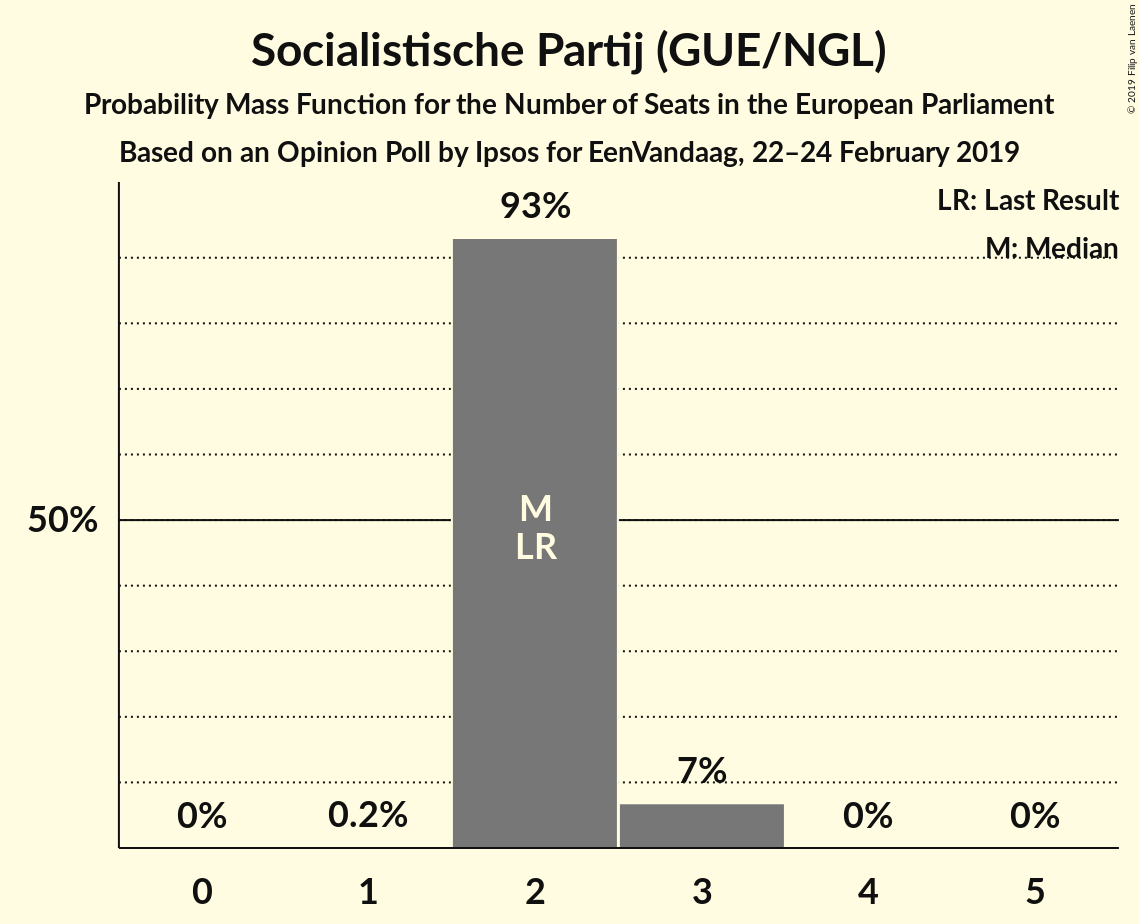 Socialistische Partij (GUE/NGL)
Probability Mass Function for the Number of Seats in the European Parliament
Based on an Opinion Poll by Ipsos for EenVandaag, 22–24 February 2019
© 2019 Filip van Laenen
LR: Last Result
M: Median
93%
50%
M
LR
7%
0%
0.2%
0%
0%
0 1 2 3 4 5